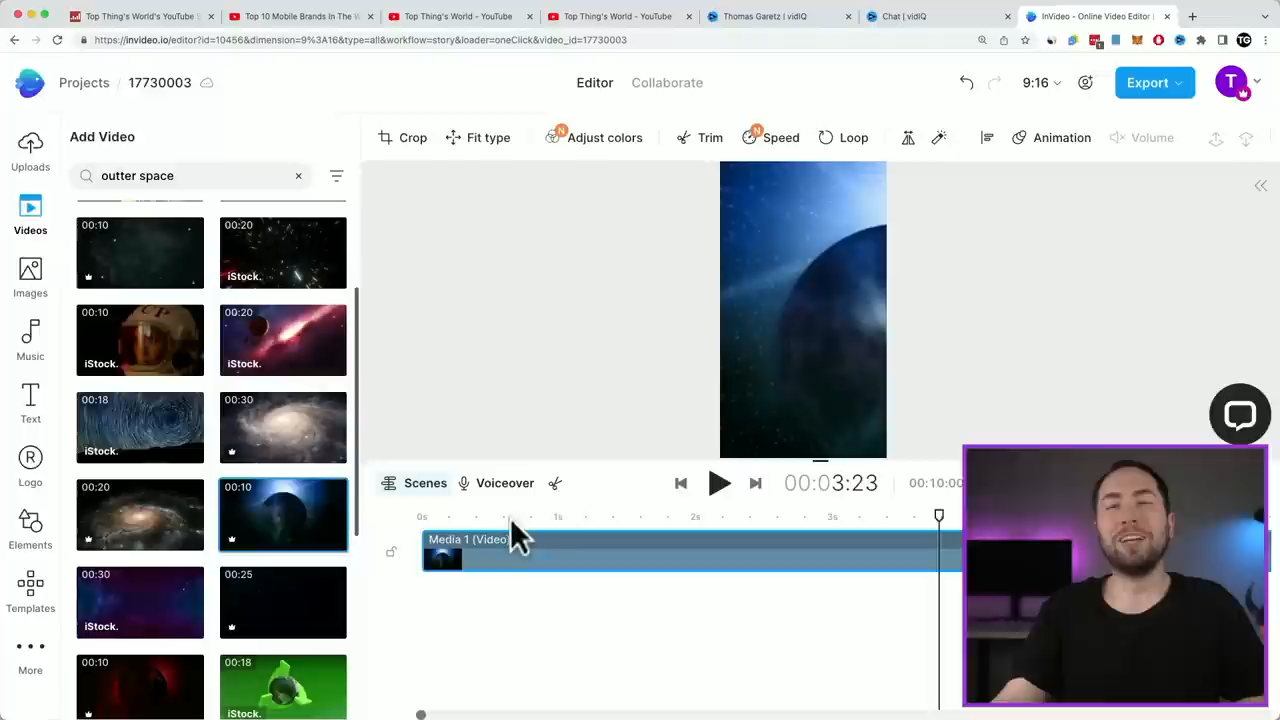 Top Thing's World's YouTube S
Top 10 Mobile Brands In The W
Top Thing's World - YouTube
Top Thing's World - YouTube
Thomas Garetz | vidIQ
Chat | vidIQ
InVideo - Online Video Editor |
https://invideo.io/editor?id=10456&dimension=9%3A16&type=all&workflow=story&loader=oneClick&video_id=17730003
TG
Projects
17730003
Editor
Collaborate
9:16
Export
T
Add Video
Crop
Fit type
N
Adjust colors
Trim
N
Speed
Loop
Animation
Volume
Uploads
outter space
Videos
Images
Music
Text
Logo
Elements
Templates
More
00:10
00:20
iStock.
00:10
iStock.
00:20
iStock.
00:18
iStock.
00:30
00:20
00:10
00:30
iStock.
00:25
00:10
00:18
iStock.
CP
Scenes
Voiceover
00:03:23
00:10:00
0s
1s
2s
3s
Media 1 (Video)